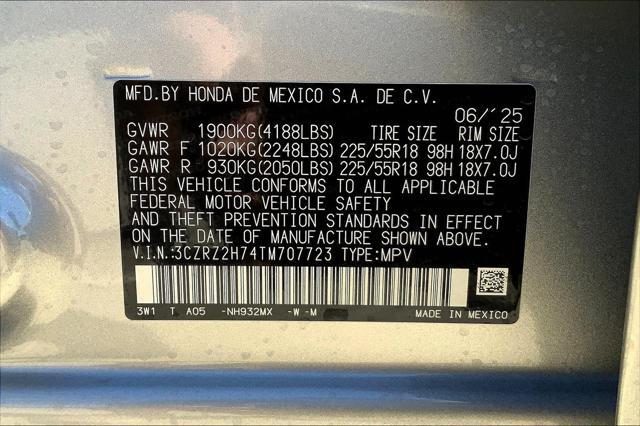 MFD.BY HONDA DE MEXICO S.A. DE C.V.
06/'25
GVWR 1900KG(4188LBS) TIRE SIZE RIM SIZE
GAWR F 1020KG(2248LBS) 225/55R18 98H 18X7.0J
GAWR R 930KG(2050LBS) 225/55R18 98H 18X7.0J
THIS VEHICLE CONFORMS TO ALL APPLICABLE
FEDERAL MOTOR VEHICLE SAFETY
AND THEFT PREVENTION STANDARDS IN EFFECT
ON THE DATE OF MANUFACTURE SHOWN ABOVE.
V.I.N.:3CZRZ2H74TM707723 TYPE:MPV
3W1 T A05 -NH932MX -W-M MADE IN MEXICO